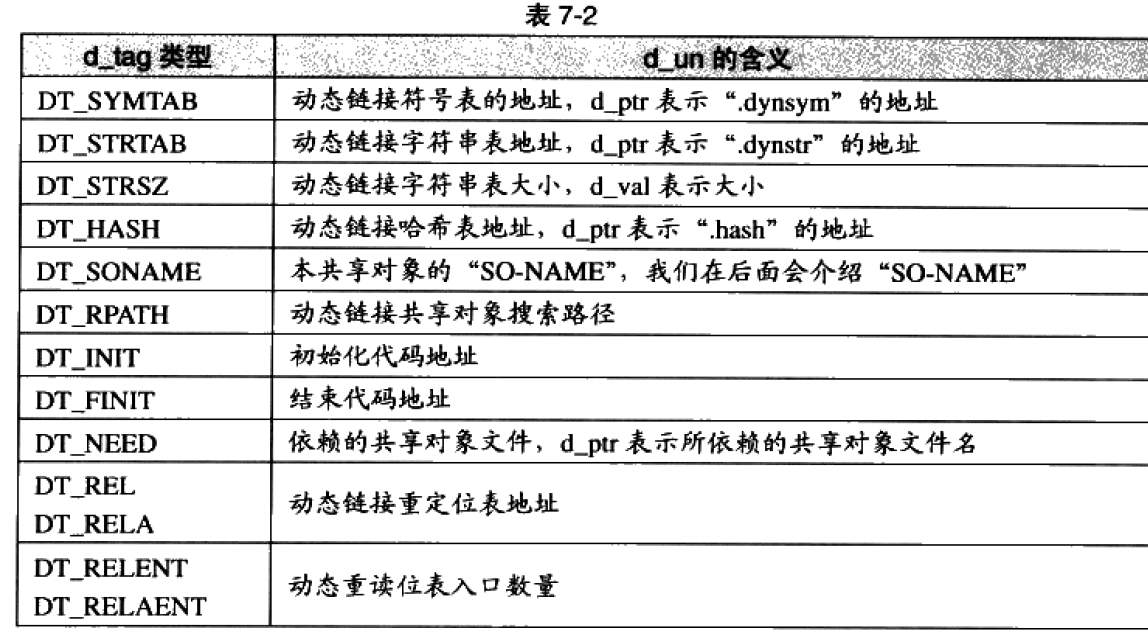 表 7-2
d_tag 类型 d_un 的含义
DT_SYMTAB 动态链接符号表的地址，d_ptr 表示“.dynsym”的地址
DT_STRTAB 动态链接字符串表地址，d_ptr 表示“.dynstr”的地址
DT_STRSZ 动态链接字符串表大小，d_val 表示大小
DT_HASH 动态链接哈希表地址，d_ptr 表示“.hash”的地址
DT_SONAME 本共享对象的“SO-NAME”，我们在后面会介绍“SO-NAME”
DT_RPATH 动态链接共享对象搜索路径
DT_INIT 初始化代码地址
DT_FINIT 结束代码地址
DT_NEED 依赖的共享对象文件，d_ptr 表示所依赖的共享对象文件名
DT_REL
DT_RELA
动态链接重定位表地址
DT_RELENT
DT_RELAENT
动态重读位表入口数量